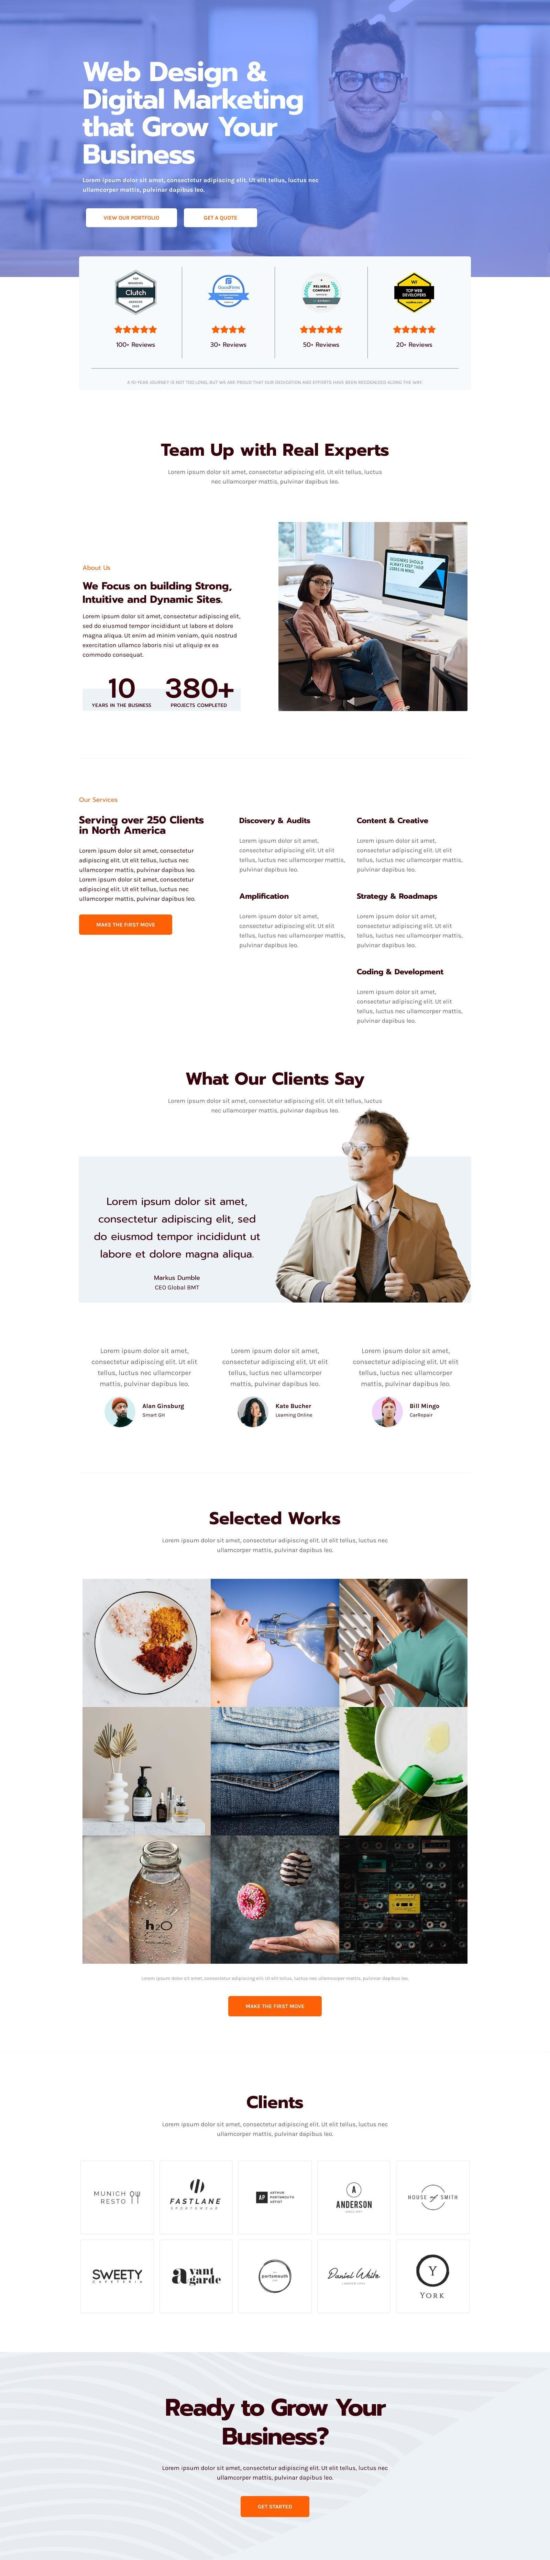 Web Design &
Digital Marketing
that Grow Your
Business
Lorem ipsum dolor sit amet, consectetur adipiscing elit. Ut elit tellus, luctus nec
ullamcorper mattis, pulvinar dapibus leo.
VIEW OUR PORTFOLIO
GET A QUOTE
Clutch
GoodFirms
RELIABLE
COMPANY
TOP WEB
DEVELOPERS
100+ Reviews
30+ Reviews
50+ Reviews
20+ Reviews
A 10-YEAR JOURNEY IS NOT TOO LONG, BUT WE ARE PROUD THAT OUR DEDICATION AND EFFORTS HAVE BEEN RECOGNIZED ALONG THE WAY.
Team Up with Real Experts
Lorem ipsum dolor sit amet, consectetur adipiscing elit. Ut elit tellus, luctus
nec ullamcorper mattis, pulvinar dapibus leo.
About Us
We Focus on building Strong,
Intuitive and Dynamic Sites.
Lorem ipsum dolor sit amet, consectetur adipiscing elit,
sed do eiusmod tempor incididunt ut labore et dolore
magna aliqua. Ut enim ad minim veniam, quis nostrud
exercitation ullamco laboris nisi ut aliquip ex ea
commodo consequat.
10
YEARS IN THE BUSINESS
380+
PROJECTS COMPLETED
DESIGNERS SHOULD
ALWAYS KEEP THEIR
USERS IN MIND.
Our Services
Serving over 250 Clients
in North America
Lorem ipsum dolor sit amet, consectetur
adipiscing elit. Ut elit tellus, luctus nec
ullamcorper mattis, pulvinar dapibus leo.
Lorem ipsum dolor sit amet, consectetur
adipiscing elit. Ut elit tellus, luctus nec
ullamcorper mattis, pulvinar dapibus leo.
MAKE THE FIRST MOVE
Discovery & Audits
Lorem ipsum dolor sit amet,
consectetur adipiscing elit. Ut elit
tellus, luctus nec ullamcorper mattis,
pulvinar dapibus leo.
Amplification
Lorem ipsum dolor sit amet,
consectetur adipiscing elit. Ut elit
tellus, luctus nec ullamcorper mattis,
pulvinar dapibus leo.
Content & Creative
Lorem ipsum dolor sit amet,
consectetur adipiscing elit. Ut elit
tellus, luctus nec ullamcorper mattis,
pulvinar dapibus leo.
Strategy & Roadmaps
Lorem ipsum dolor sit amet,
consectetur adipiscing elit. Ut elit
tellus, luctus nec ullamcorper mattis,
pulvinar dapibus leo.
Coding & Development
Lorem ipsum dolor sit amet,
consectetur adipiscing elit. Ut elit
tellus, luctus nec ullamcorper mattis,
pulvinar dapibus leo.
What Our Clients Say
Lorem ipsum dolor sit amet, consectetur adipiscing elit. Ut elit tellus, luctus
nec ullamcorper mattis, pulvinar dapibus leo.
Lorem ipsum dolor sit amet,
consectetur adipiscing elit, sed
do eiusmod tempor incididunt ut
labore et dolore magna aliqua.
Markus Dumble
CEO Global BMT
Lorem ipsum dolor sit amet,
consectetur adipiscing elit. Ut elit
tellus, luctus nec ullamcorper
mattis, pulvinar dapibus leo.
Alan Ginsburg
Smart GH
Lorem ipsum dolor sit amet,
consectetur adipiscing elit. Ut elit
tellus, luctus nec ullamcorper
mattis, pulvinar dapibus leo.
Kate Bucher
Learning Online
Lorem ipsum dolor sit amet,
consectetur adipiscing elit. Ut elit
tellus, luctus nec ullamcorper
mattis, pulvinar dapibus leo.
Bill Mingo
CarRepair
Selected Works
Lorem ipsum dolor sit amet, consectetur adipiscing elit. Ut elit tellus, luctus nec
ullamcorper mattis, pulvinar dapibus leo.
h2O
Lorem ipsum dolor sit amet, consectetur adipiscing elit. Ut elit tellus, luctus nec ullamcorper mattis, pulvinar dapibus leo.
MAKE THE FIRST MOVE
Clients
Lorem ipsum dolor sit amet, consectetur adipiscing elit. Ut elit tellus, luctus nec
ullamcorper mattis, pulvinar dapibus leo.
MUNICH
RESTO
FASTLANE
SPORTSWEAR
AP
ARTHUR
PORTSMOUTH
ARTIST
A
ANDERSON
HOUSE of SMITH
SWEETY
CAFETERIA
a vant
garde
portsmouth
Daniel White
Y
YORK
Ready to Grow Your
Business?
Lorem ipsum dolor sit amet, consectetur adipiscing elit. Ut elit tellus, luctus nec
ullamcorper mattis, pulvinar dapibus leo.
GET STARTED